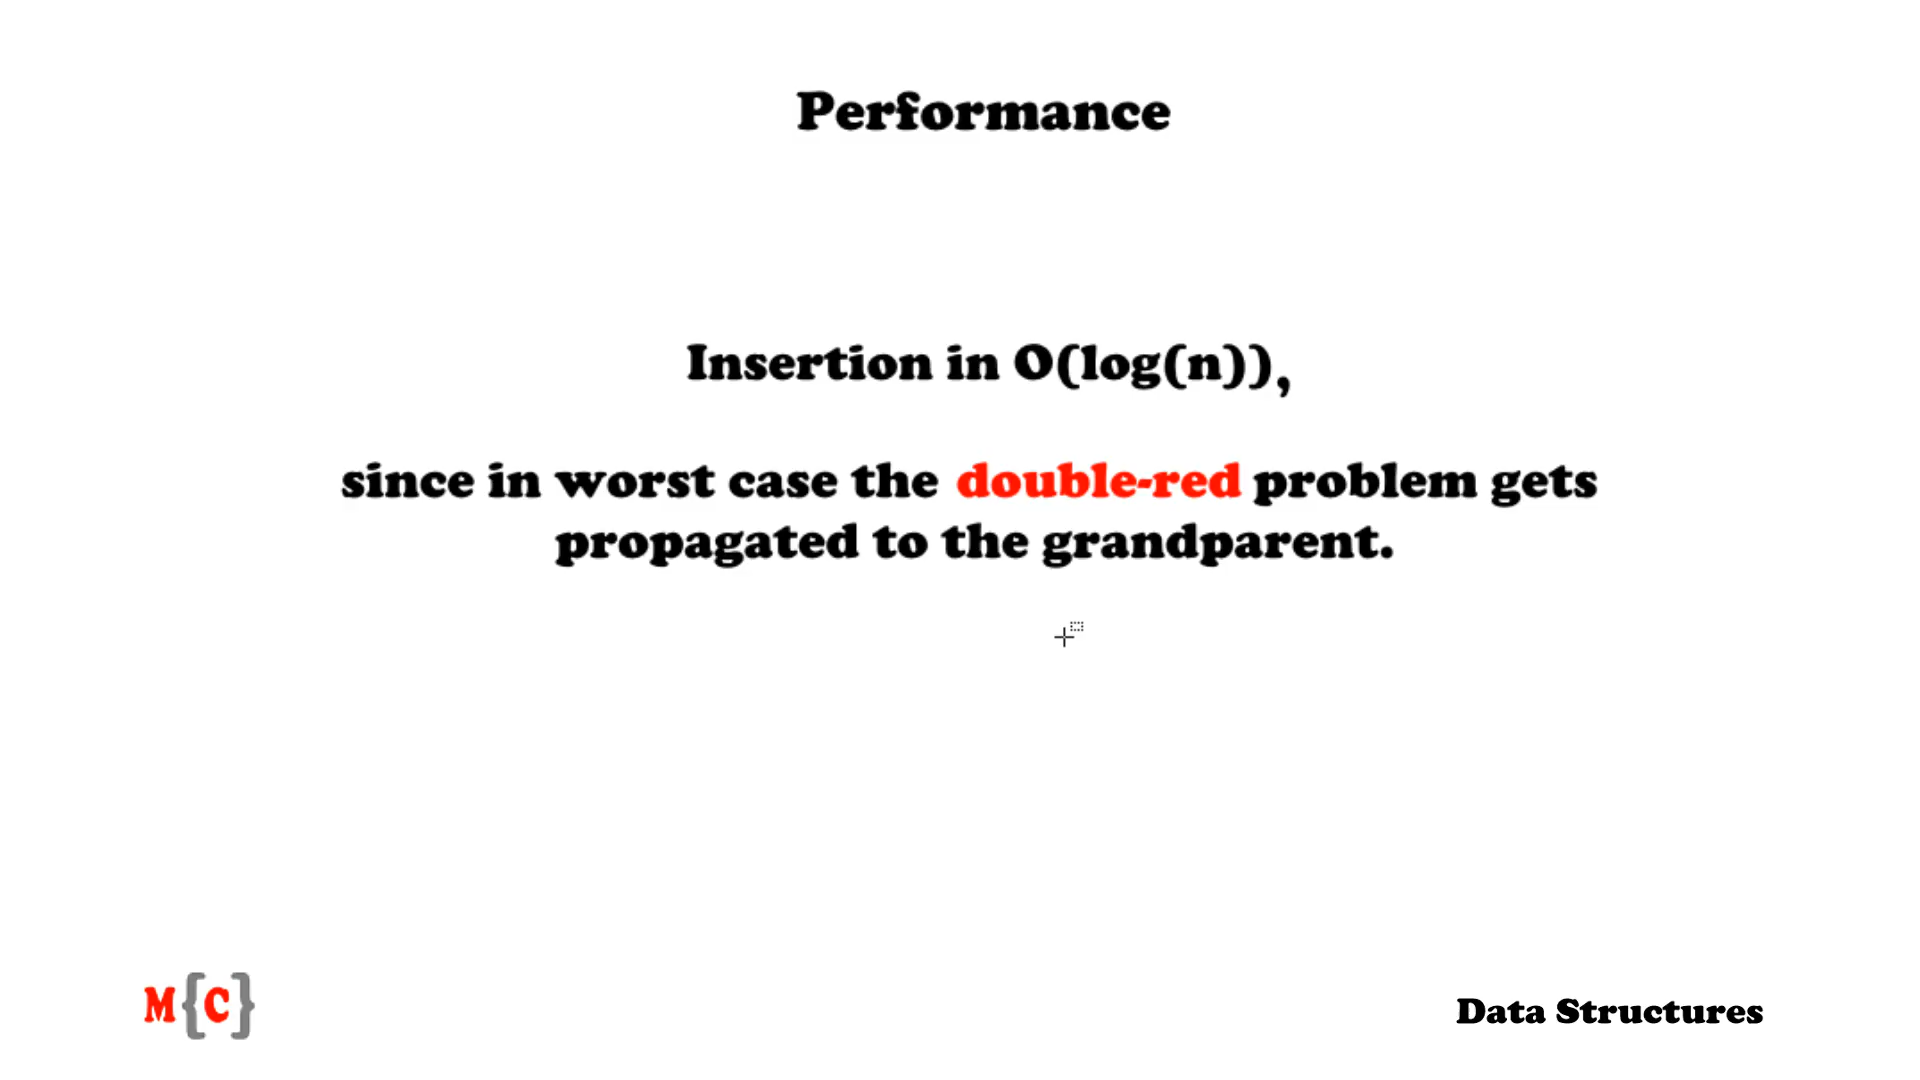 Performance
Insertion in O(log(n)),
since in worst case the double-red problem gets
propagated to the grandparent.
M{C}
Data Structures